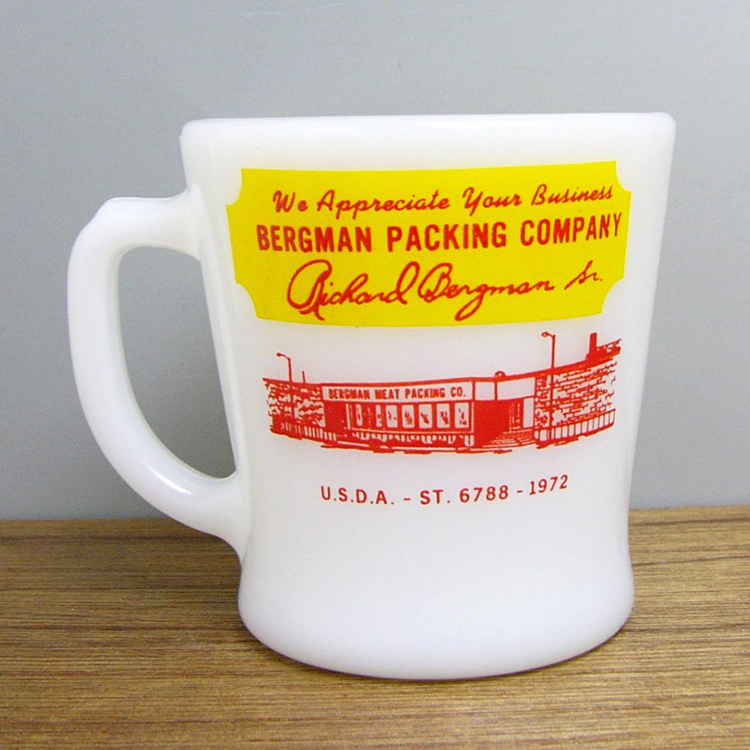 We Appreciate Your Business
BERGMAN PACKING COMPANY
Richard Bergman Sr.
BERGMAN MEAT PACKING CO.
U.S.D.A. - ST. 6788 - 1972